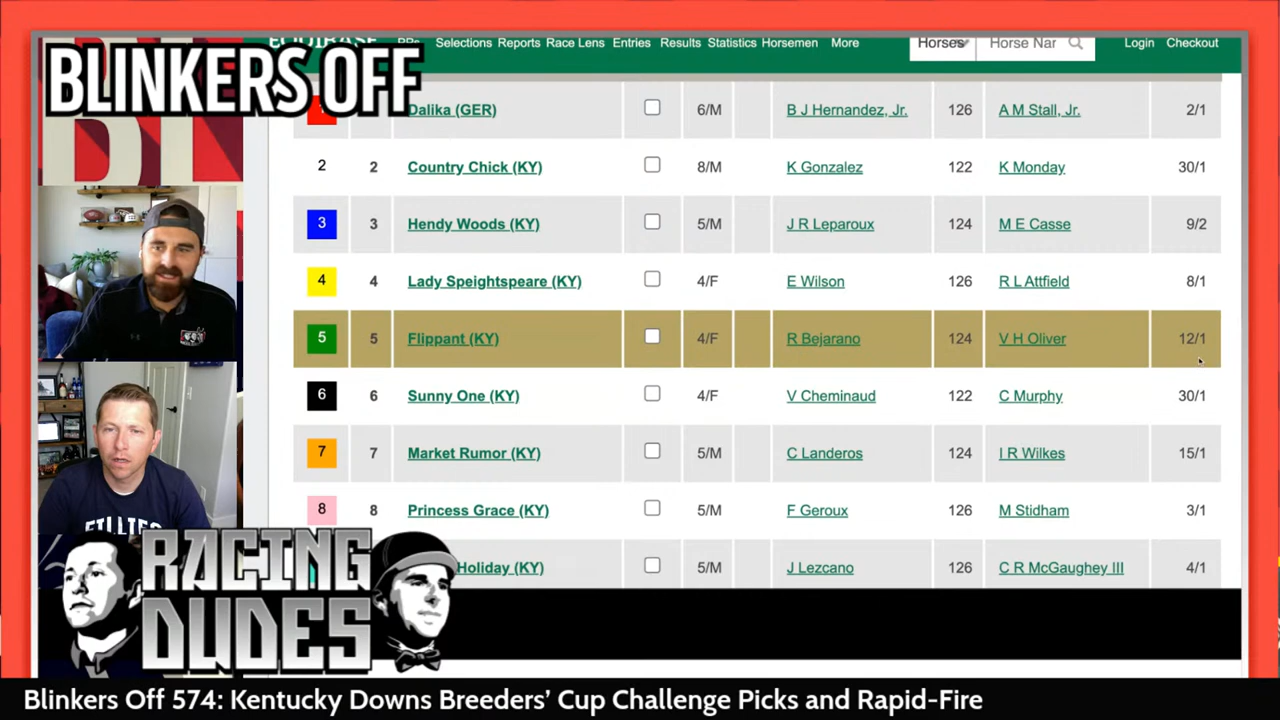 BLINKERS OFF
EQUIBASE PPs Selections Reports Race Lens Entries Results Statistics Horsemen More Horses Horse Nar Login Checkout
Dalika (GER) 6/M B J Hernandez, Jr. 126 A M Stall, Jr. 2/1
2 2 Country Chick (KY) 8/M K Gonzalez 122 K Monday 30/1
3 3 Hendy Woods (KY) 5/M J R Leparoux 124 M E Casse 9/2
4 4 Lady Speightspeare (KY) 4/F E Wilson 126 R L Attfield 8/1
5 5 Flippant (KY) 4/F R Bejarano 124 V H Oliver 12/1
6 6 Sunny One (KY) 4/F V Cheminaud 122 C Murphy 30/1
7 7 Market Rumor (KY) 5/M C Landeros 124 I R Wilkes 15/1
8 8 Princess Grace (KY) 5/M F Geroux 126 M Stidham 3/1
Holiday (KY) 5/M J Lezcano 126 C R McGaughey III 4/1
RACING
DUDES
Blinkers Off 574: Kentucky Downs Breeders' Cup Challenge Picks and Rapid-Fire